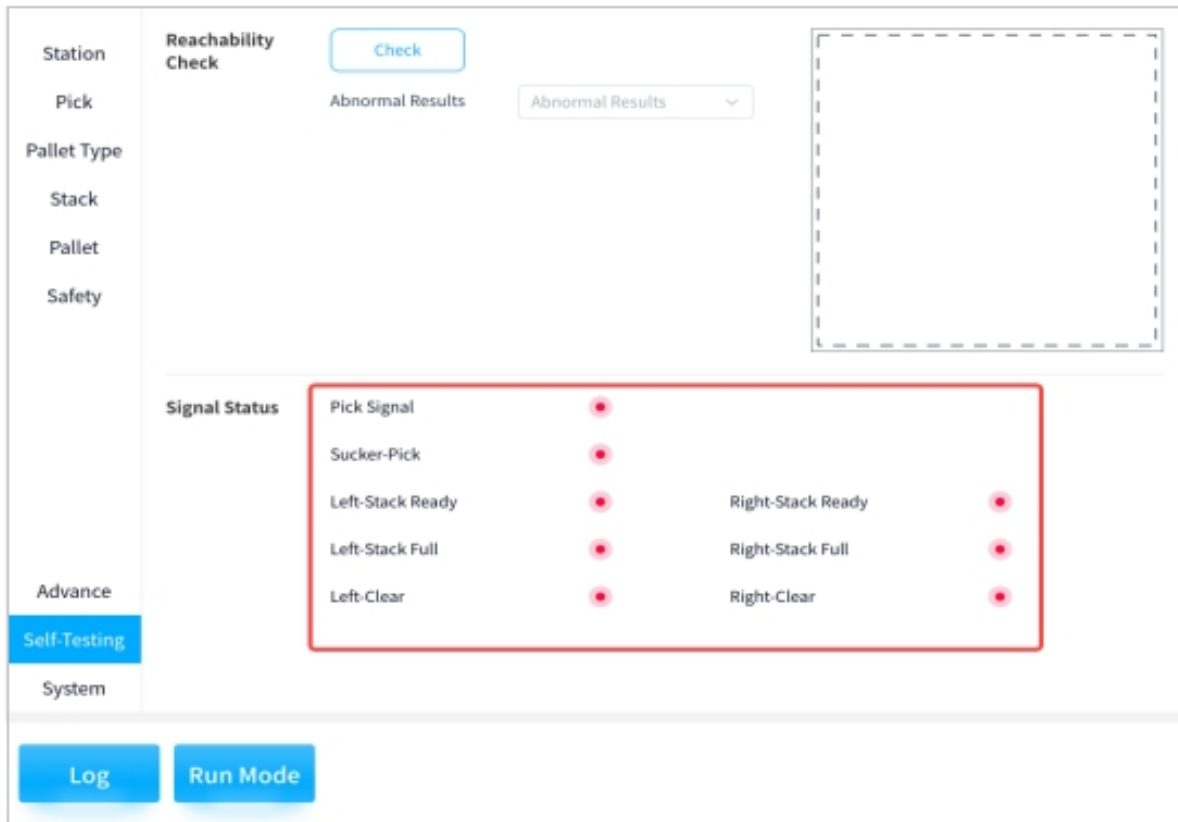 Station
Pick
Pallet Type
Stack
Pallet
Safety
Advance
Self-Testing
System
Reachability
Check
Check
Abnormal Results
Abnormal Results
Signal Status
Pick Signal
Sucker-Pick
Left-Stack Ready
Right-Stack Ready
Left-Stack Full
Right-Stack Full
Left-Clear
Right-Clear
Log
Run Mode